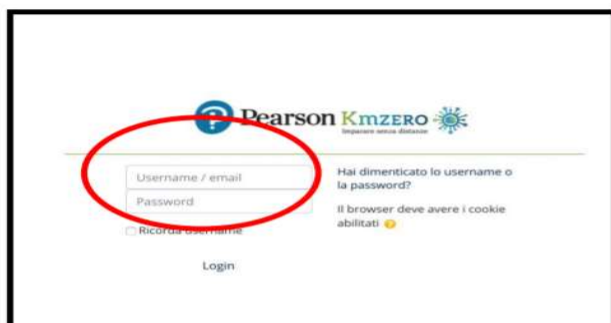 Pearson KmZERO
Imparare senza distanze
Username / email
Password
Ricorda username
Login
Hai dimenticato lo username o
la password?
Il browser deve avere i cookie
abilitati